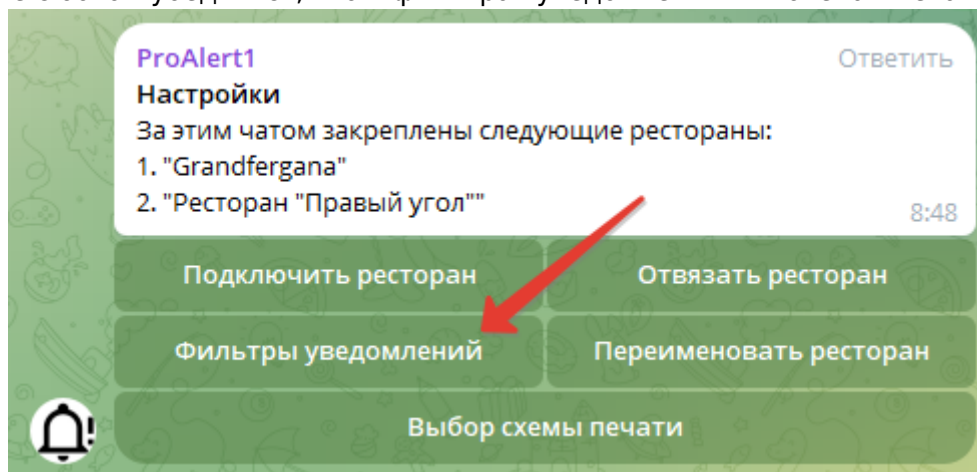 ProAlert1 Ответить
Настройки
За этим чатом закреплены следующие рестораны:
1. "Grandfergana"
2. "Ресторан "Правый угол""
8:48
Подключить ресторан Отвязать ресторан
Фильтры уведомлений Переименовать ресторан
Выбор схемы печати